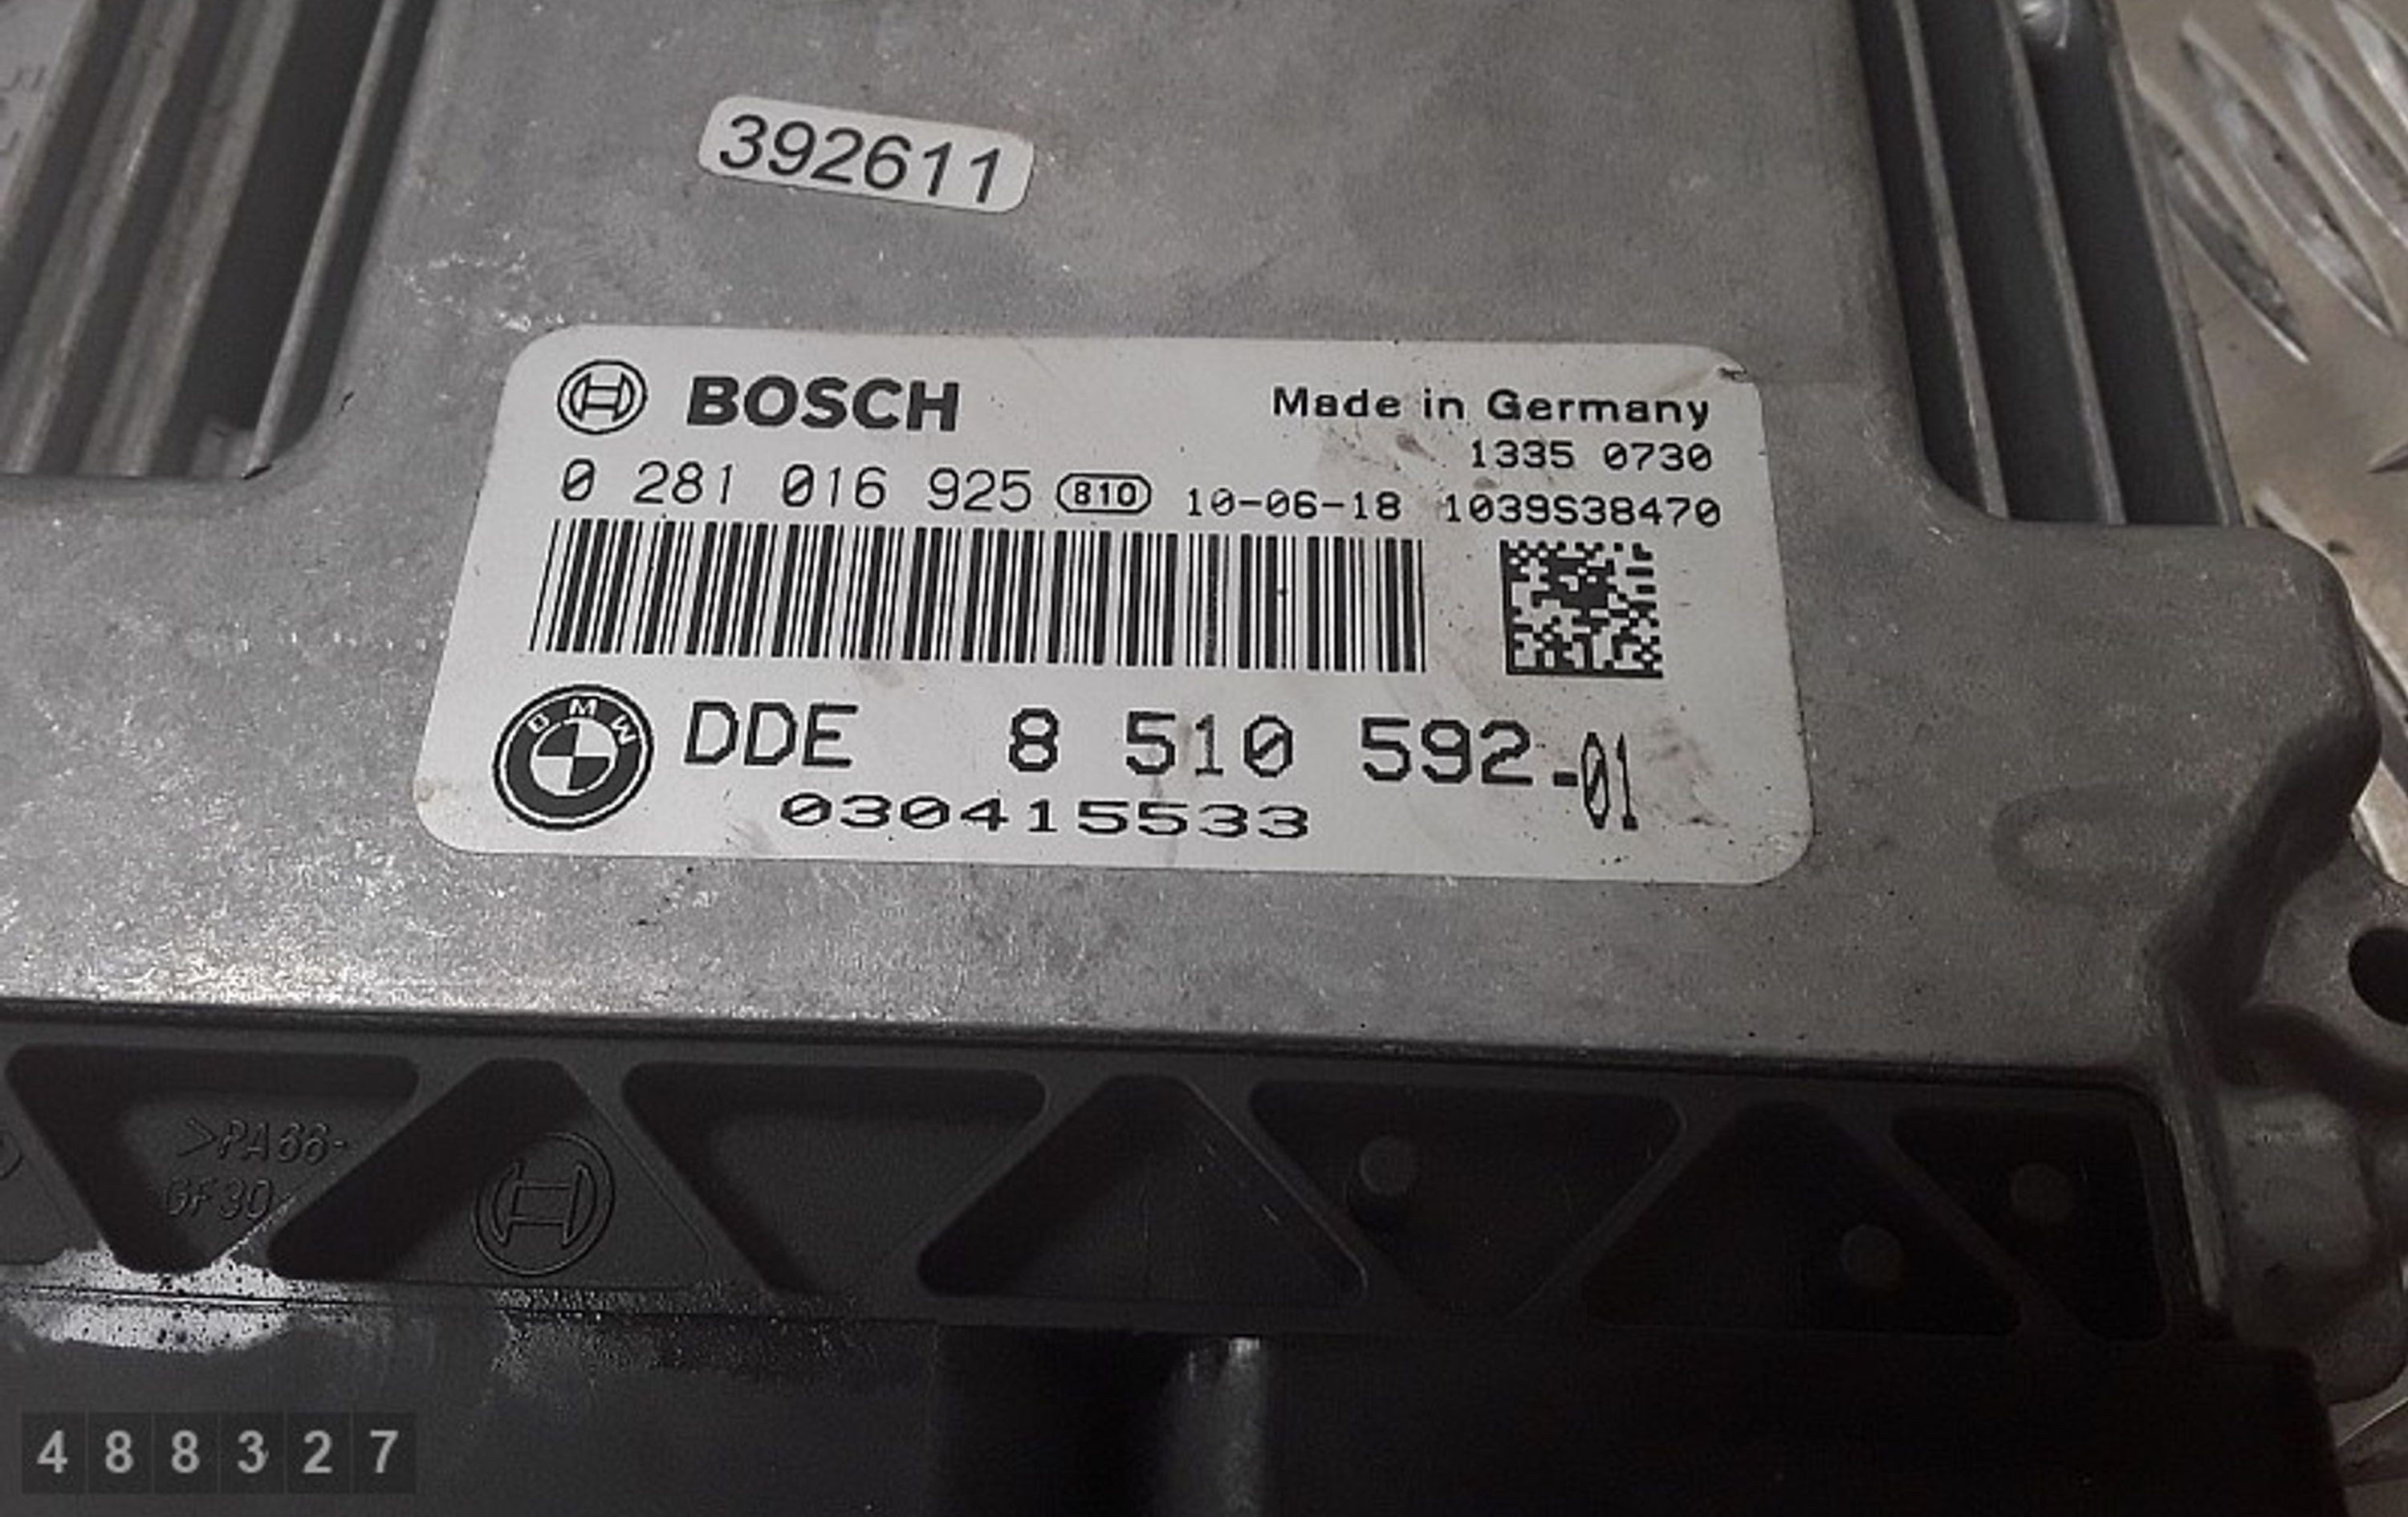 392611
BOSCH
Made in Germany
1335 0730
0 281 016 925 810 10-06-18 1039S38470
BMW
DDE 8 510 592-01
030415533
>PA66-
GF30
488327